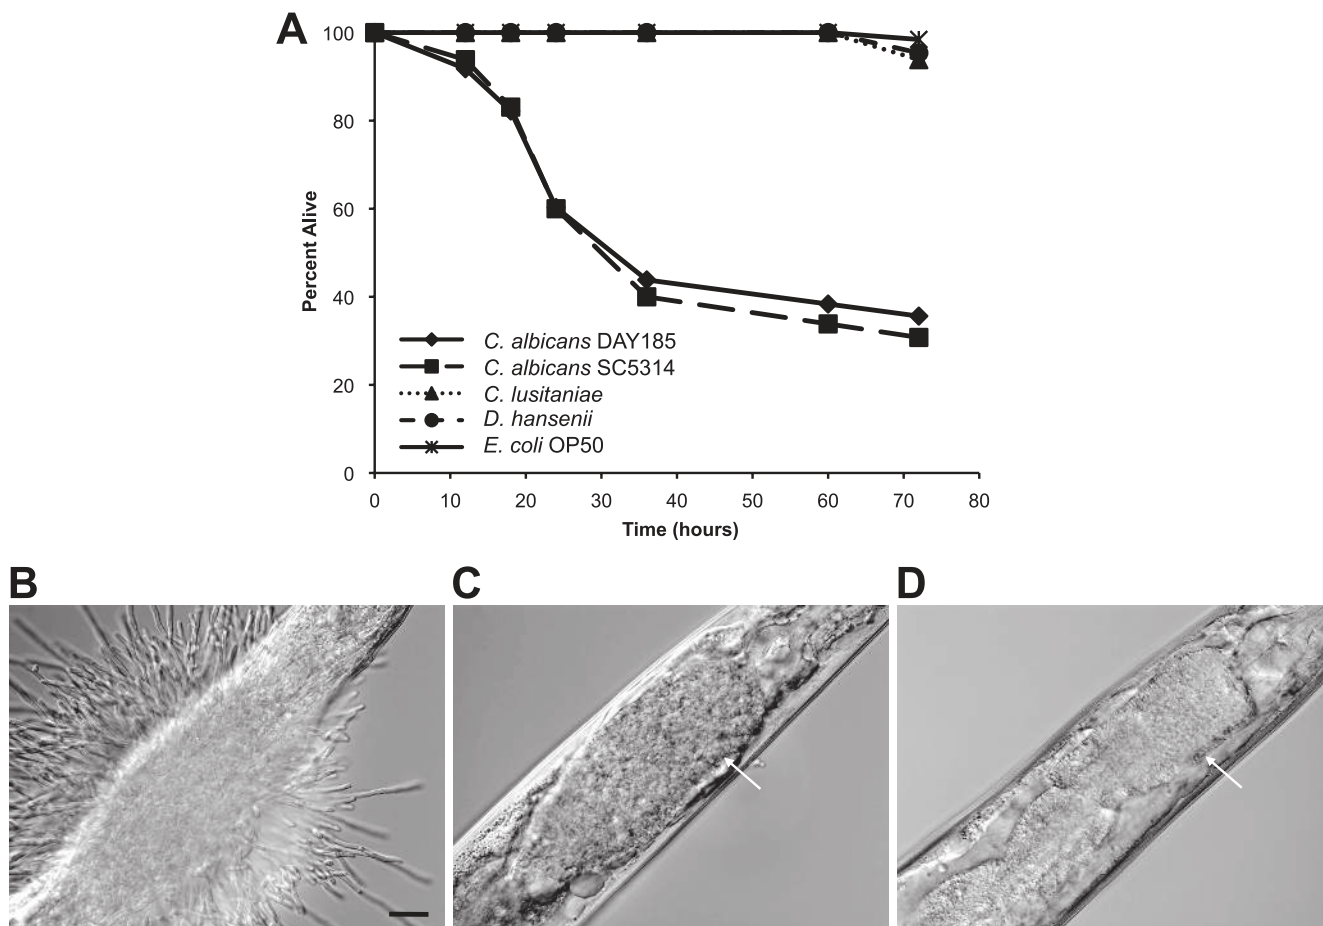 A
100
80
60
40
20
0
Percent Alive
0 10 20 30 40 50 60 70 80
Time (hours)
C. albicans DAY185
C. albicans SC5314
C. lusitaniae
D. hansenii
E. coli OP50
B
C
D